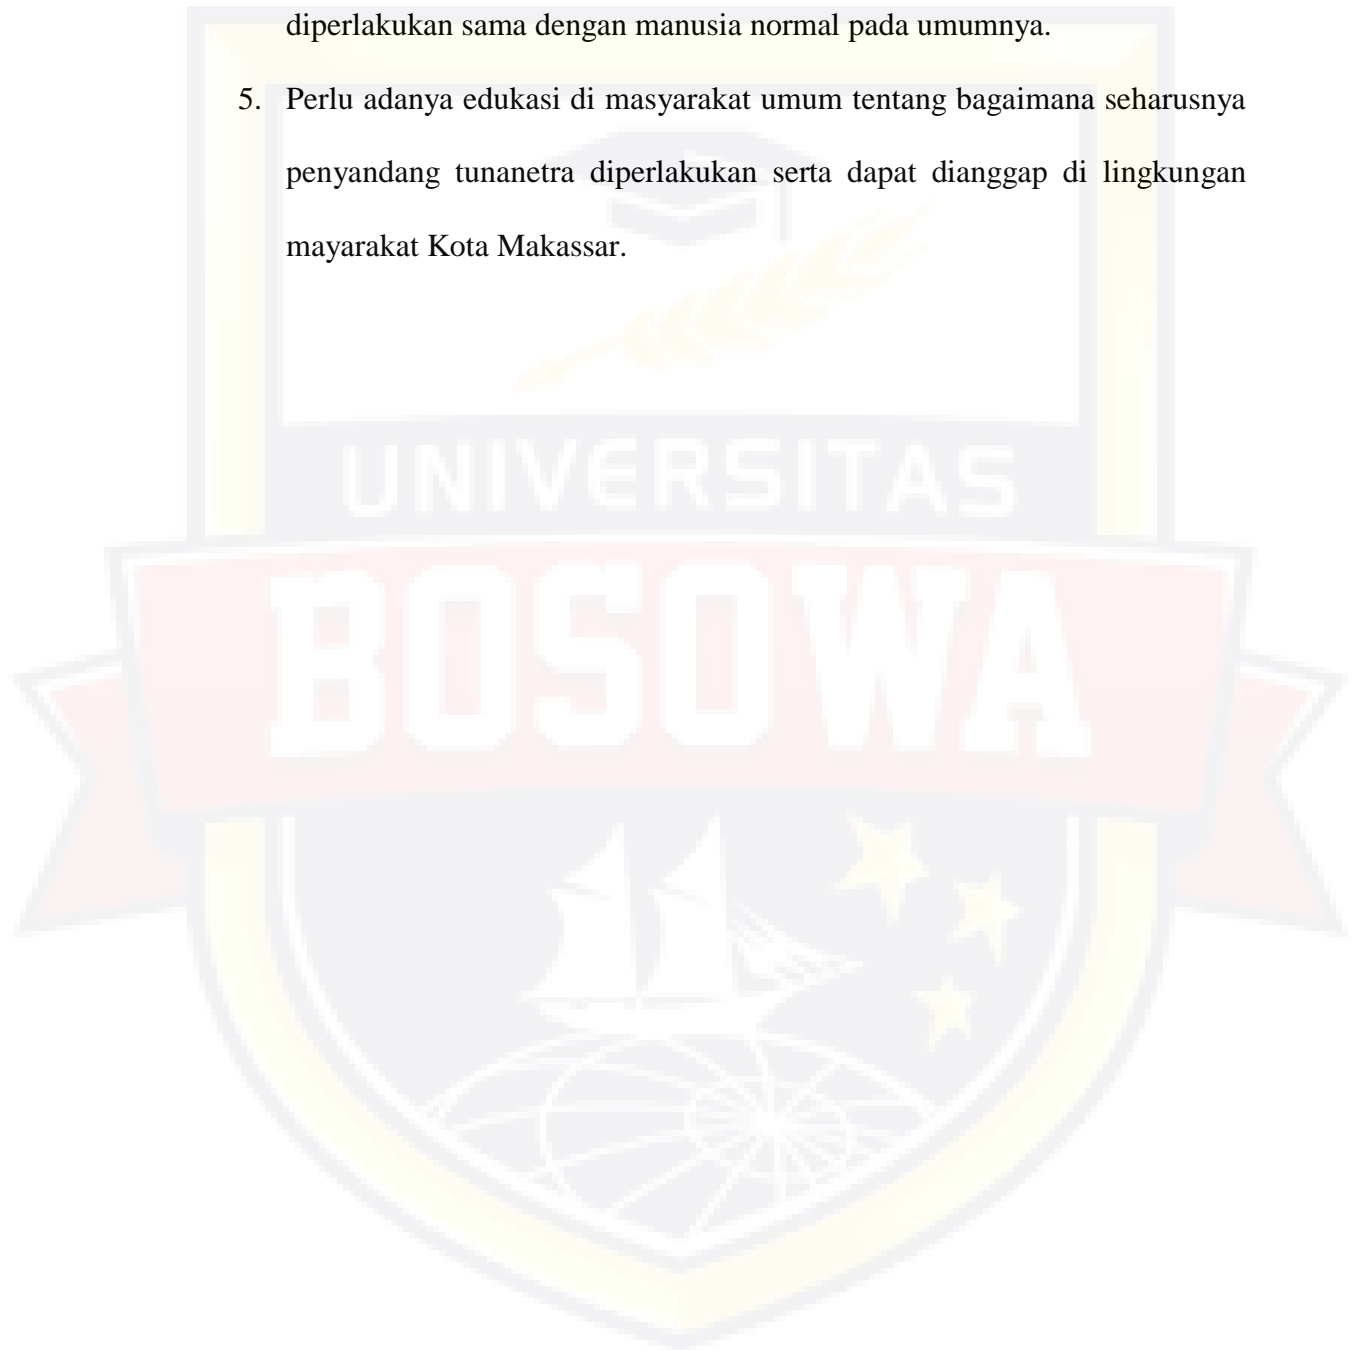 diperlakukan sama dengan manusia normal pada umumnya.
5. Perlu adanya edukasi di masyarakat umum tentang bagaimana seharusnya
penyandang tunanetra diperlakukan serta dapat dianggap di lingkungan
mayarakat Kota Makassar.
UNIVERSITAS
BOSOWA